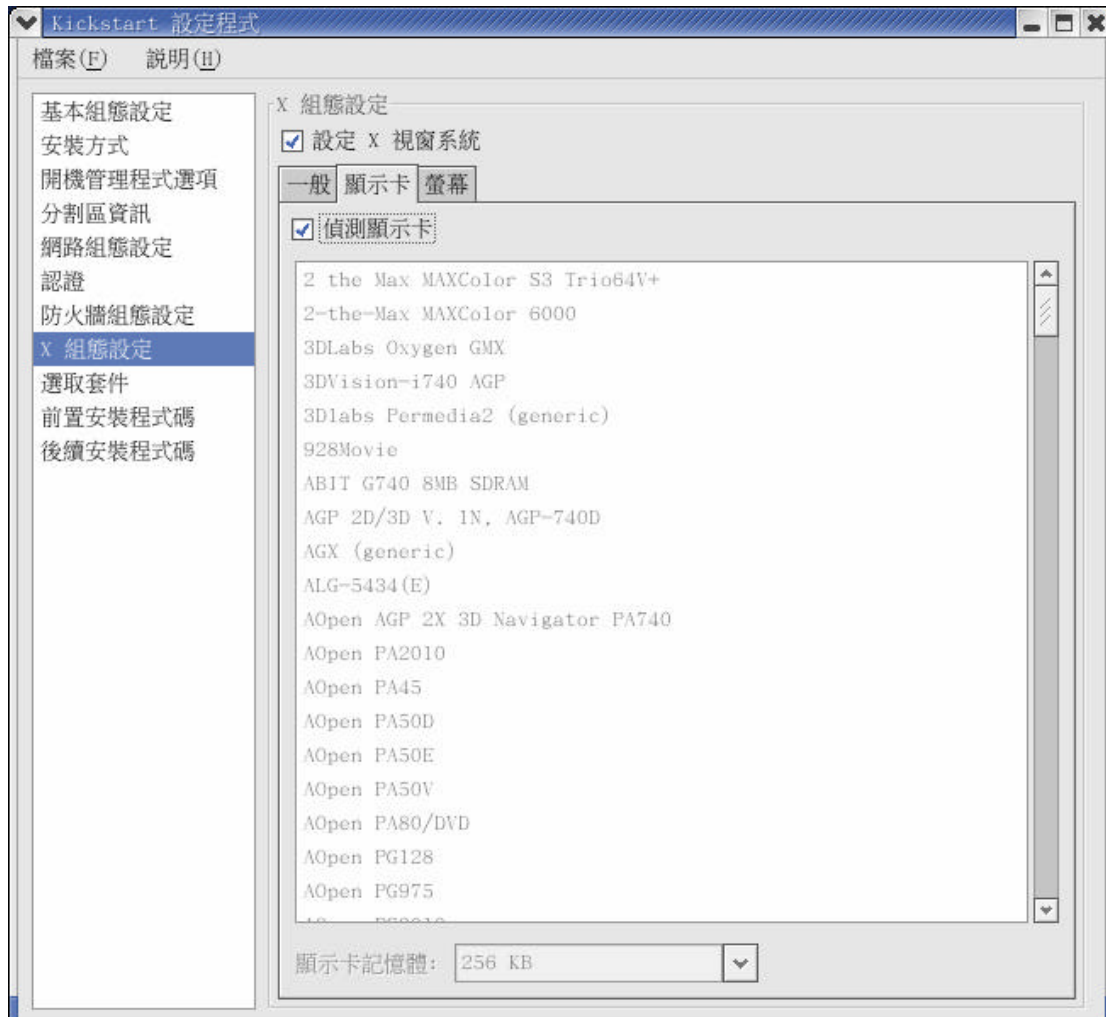 Kickstart 設定程式
檔案(F) 說明(H)
基本組態設定
安裝方式
開機管理程式選項
分割區資訊
網路組態設定
認證
防火牆組態設定
X 組態設定
選取套件
前置安裝程式碼
後續安裝程式碼
X 組態設定
設定 X 視窗系統
一般 顯示卡 螢幕
偵測顯示卡
2 the Max MAXColor S3 Trio64V+
2-the-Max MAXColor 6000
3DLabs Oxygen GMX
3DVision-i740 AGP
3Dlabs Permedia2 (generic)
928Movie
ABIT G740 8MB SDRAM
AGP 2D/3D V. 1N, AGP-740D
AGX (generic)
ALG-5434(E)
AOpen AGP 2X 3D Navigator PA740
AOpen PA2010
AOpen PA45
AOpen PA50D
AOpen PA50E
AOpen PA50V
AOpen PA80/DVD
AOpen PG128
AOpen PG975
顯示卡記憶體: 256 KB